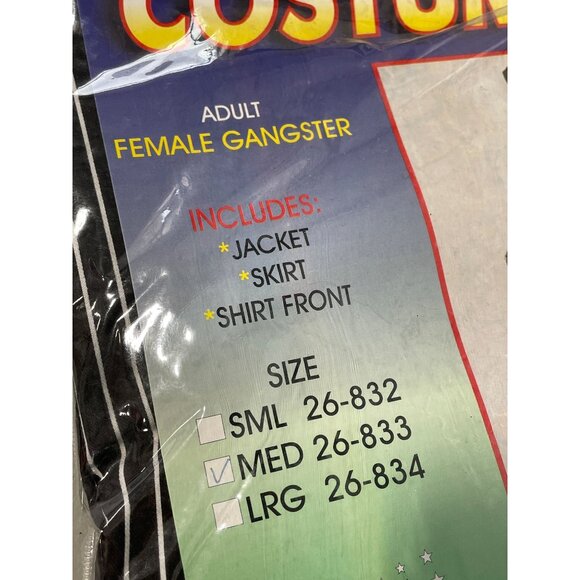 ADULT
FEMALE GANGSTER
INCLUDES:
*JACKET
*SKIRT
*SHIRT FRONT
SIZE
SML 26-832
MED 26-833
LRG 26-834